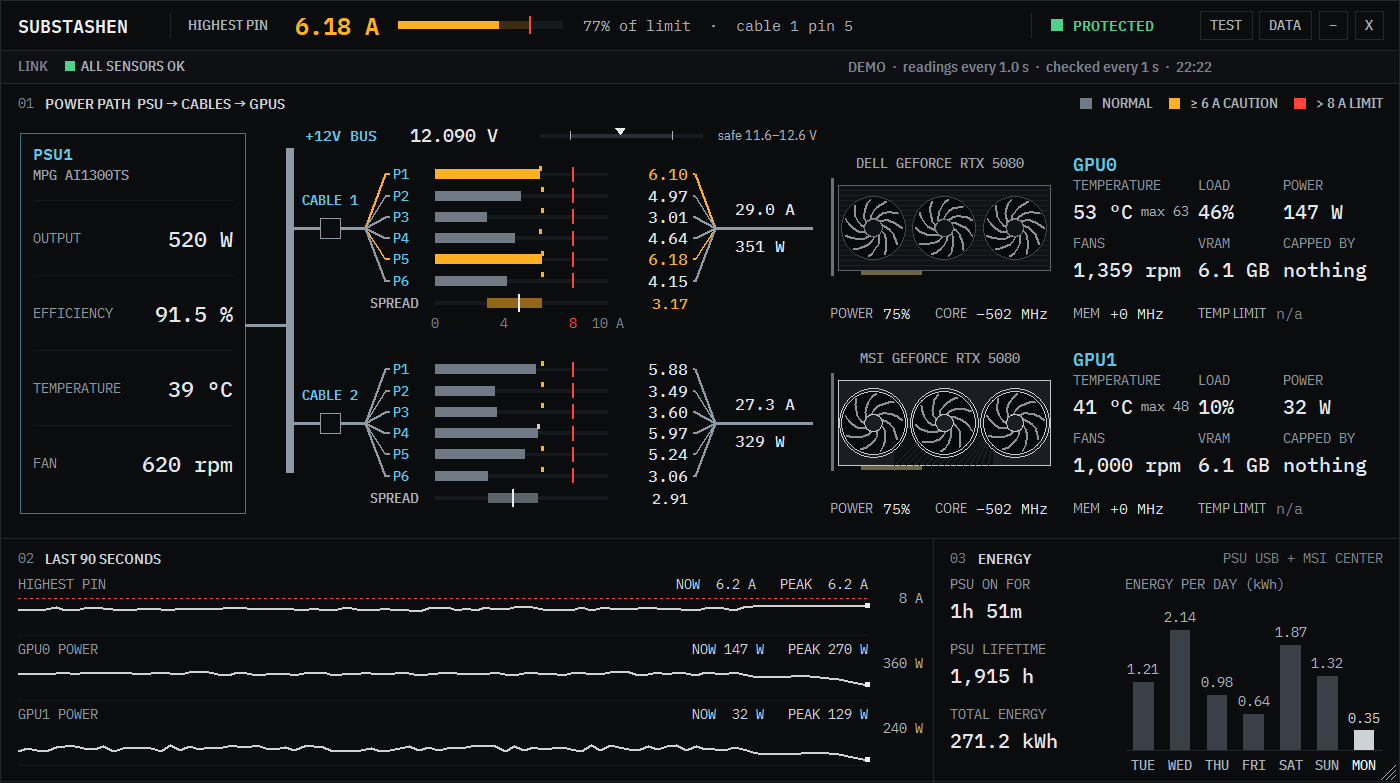 SUBSTASHEN HIGHEST PIN 6.18 A 77% of limit · cable 1 pin 5 PROTECTED TEST DATA – X
LINK ALL SENSORS OK DEMO · readings every 1.0 s · checked every 1 s · 22:22
01 POWER PATH PSU → CABLES → GPUS NORMAL ≥ 6 A CAUTION > 8 A LIMIT
PSU1
MPG AI1300TS
OUTPUT 520 W
EFFICIENCY 91.5 %
TEMPERATURE 39 °C
FAN 620 rpm
+12V BUS 12.090 V safe 11.6–12.6 V
CABLE 1
P1 6.10
P2 4.97
P3 3.01
P4 4.64
P5 6.18
P6 4.15
SPREAD 3.17
0 4 8 10 A
29.0 A
351 W
CABLE 2
P1 5.88
P2 3.49
P3 3.60
P4 5.97
P5 5.24
P6 3.06
SPREAD 2.91
27.3 A
329 W
DELL GEFORCE RTX 5080
GPU0
TEMPERATURE LOAD POWER
53 °C max 63 46% 147 W
FANS VRAM CAPPED BY
1,359 rpm 6.1 GB nothing
POWER 75% CORE −502 MHz MEM +0 MHz TEMP LIMIT n/a
MSI GEFORCE RTX 5080
GPU1
TEMPERATURE LOAD POWER
41 °C max 48 10% 32 W
FANS VRAM CAPPED BY
1,000 rpm 6.1 GB nothing
POWER 75% CORE −502 MHz MEM +0 MHz TEMP LIMIT n/a
02 LAST 90 SECONDS
HIGHEST PIN NOW 6.2 A PEAK 6.2 A
8 A
GPU0 POWER NOW 147 W PEAK 270 W
360 W
GPU1 POWER NOW 32 W PEAK 129 W
240 W
03 ENERGY PSU USB + MSI CENTER
PSU ON FOR
1h 51m
PSU LIFETIME
1,915 h
TOTAL ENERGY
271.2 kWh
ENERGY PER DAY (kWh)
1.21 2.14 0.98 0.64 1.87 1.32 0.35
TUE WED THU FRI SAT SUN MON